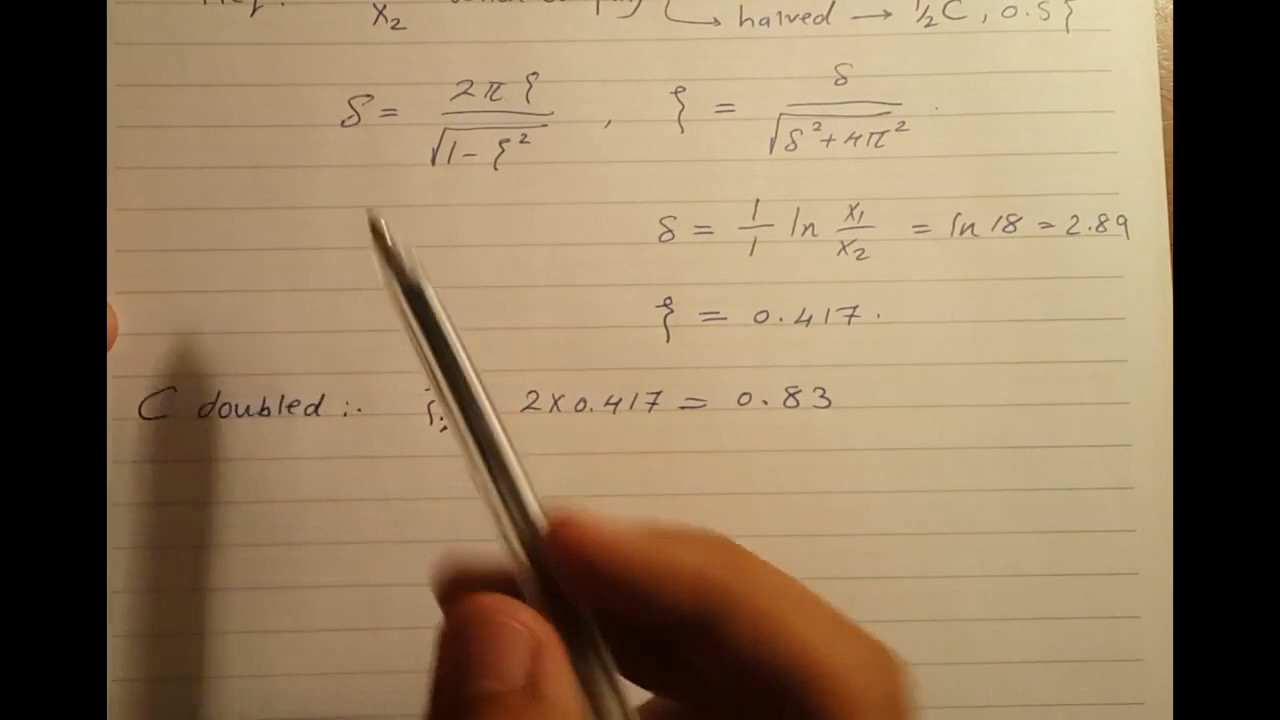 halved → ½C, 0.5ξ
x₂
δ = 2πξ / √1-ξ² , ξ = δ / √δ²+4π²
δ = 1/1 ln x₁/x₂ = ln 18 = 2.89
ξ = 0.417.
C doubled ∴ 2×0.417 = 0.83